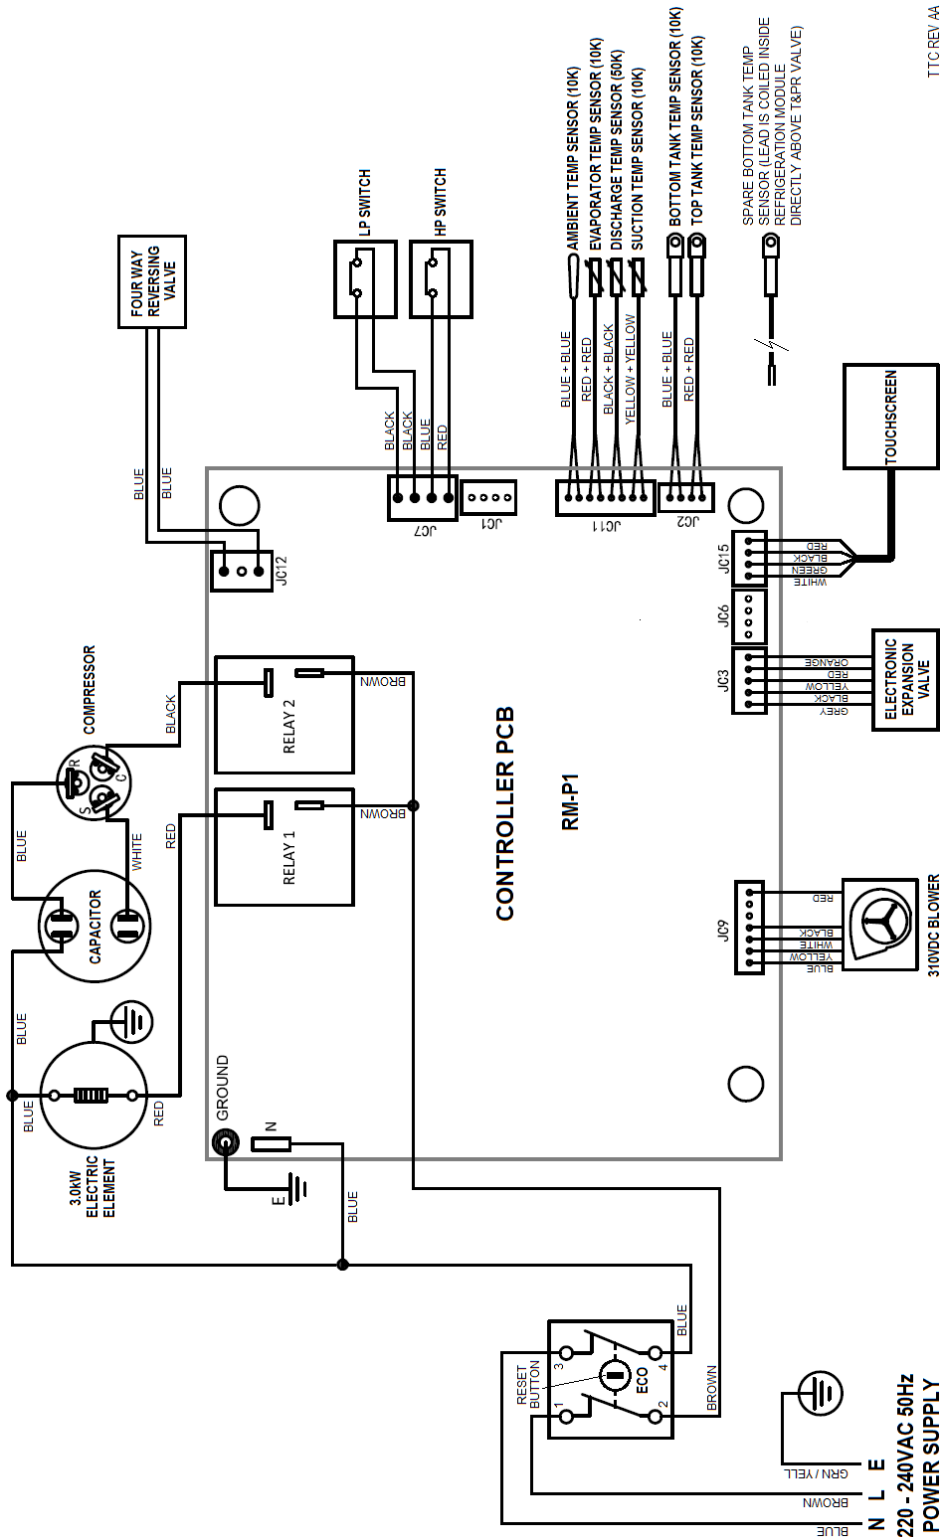 TTC REV AA
FOUR WAY
REVERSING
VALVE
BLUE
BLUE
LP SWITCH
HP SWITCH
BLACK
BLACK
BLUE
RED
AMBIENT TEMP SENSOR (10K)
EVAPORATOR TEMP SENSOR (10K)
DISCHARGE TEMP SENSOR (50K)
SUCTION TEMP SENSOR (10K)
BOTTOM TANK TEMP SENSOR (10K)
TOP TANK TEMP SENSOR (10K)
BLUE + BLUE
RED + RED
BLACK + BLACK
YELLOW + YELLOW
BLUE + BLUE
RED + RED
SPARE BOTTOM TANK TEMP
SENSOR (LEAD IS COILED INSIDE
REFRIGERATION MODULE
DIRECTLY ABOVE T&PR VALVE)
TOUCHSCREEN
JC12
JC7
JC1
JC11
JC2
JC15
RED
BLACK
GREEN
WHITE
JC6
JC3
ORANGE
RED
YELLOW
BLACK
GREY
ELECTRONIC
EXPANSION
VALVE
COMPRESSOR
R
S
C
BLUE
WHITE
BLACK
RED
CAPACITOR
BLUE
RELAY 2
BROWN
RELAY 1
BROWN
CONTROLLER PCB
RM-P1
JC9
RED
BLACK
WHITE
YELLOW
BLUE
310VDC BLOWER
BLUE
RED
3.0kW
ELECTRIC
ELEMENT
GROUND
N
E
BLUE
RESET
BUTTON
1
2
3
4
ECO
BLUE
BROWN
GRN / YELL
BROWN
BLUE
N L E
220 - 240VAC 50Hz
POWER SUPPLY